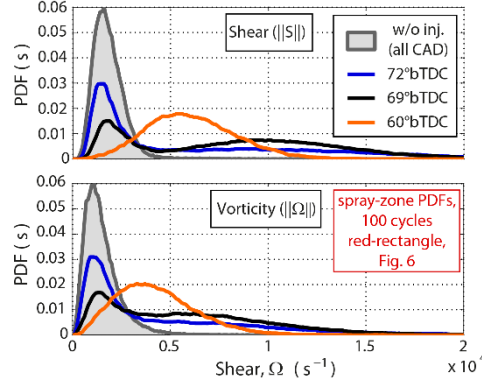 0.06
0.05
0.04
0.03
0.02
0.01
0
PDF ( s )
Shear (||S||)
w/o inj.
(all CAD)
72°bTDC
69°bTDC
60°bTDC
0.06
0.05
0.04
0.03
0.02
0.01
0
PDF ( s )
Vorticity (||Ω||)
spray-zone PDFs,
100 cycles
red-rectangle,
Fig. 6
0 0.5 1 1.5 2
Shear, Ω ( s⁻¹)
x 10⁴